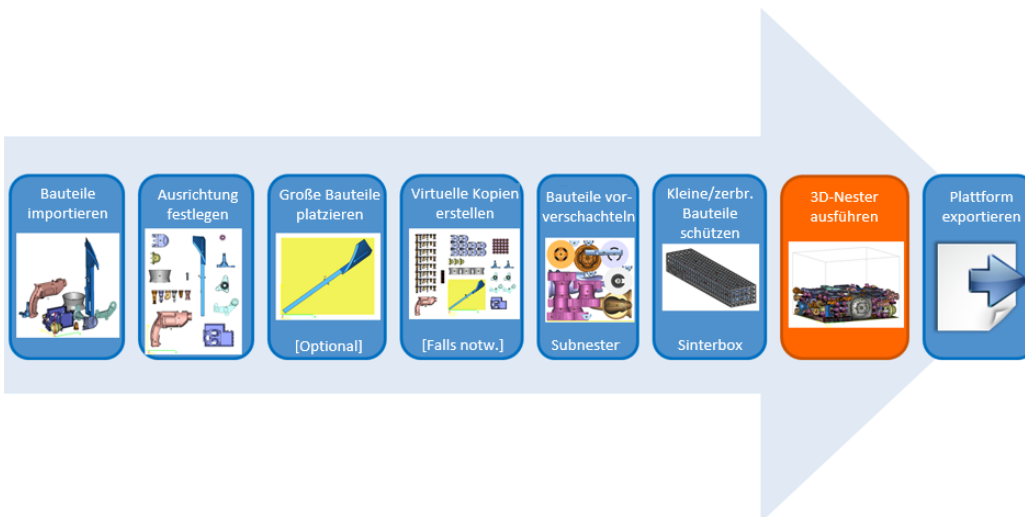 Bauteile
importieren
Ausrichtung
festlegen
Große Bauteile
platzieren
[Optional]
Virtuelle Kopien
erstellen
[Falls notw.]
Bauteile vor-
verschachteln
Subnester
Kleine/zerbr.
Bauteile
schützen
Sinterbox
3D-Nester
ausführen
Plattform
exportieren